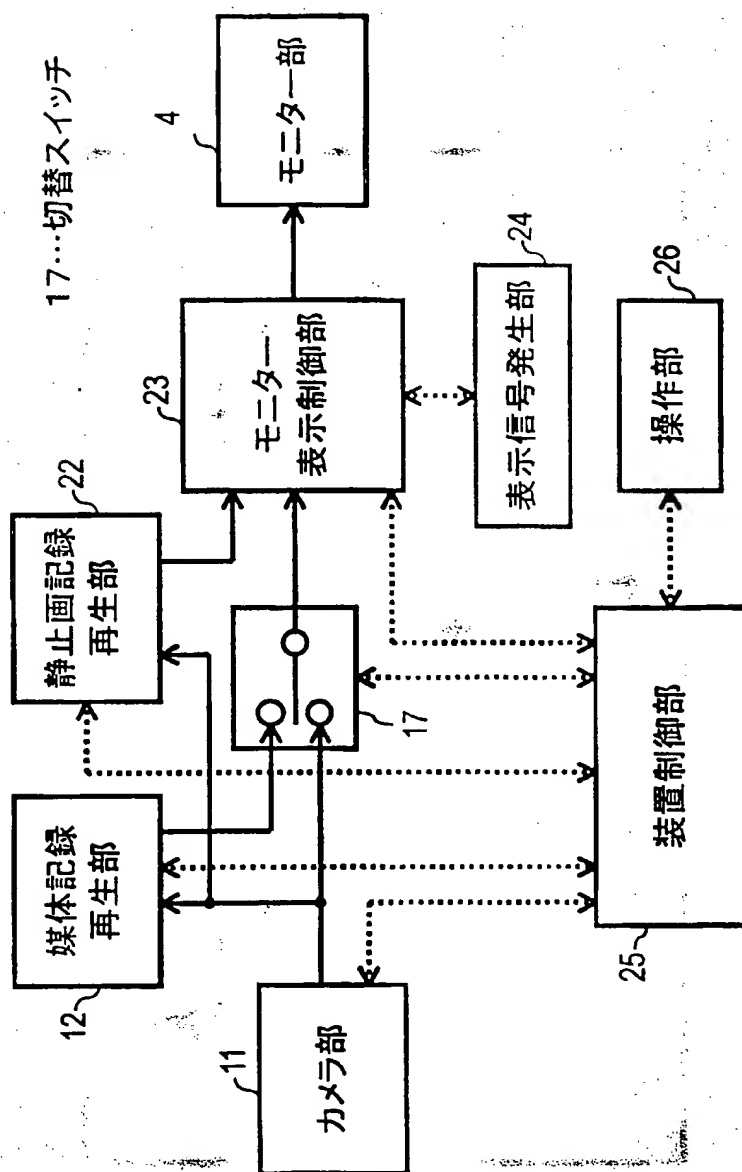 17…切替スイッチ
12
媒体記録
再生部
22
静止画記録
再生部
11
カメラ部
17
23
モニター
表示制御部
4
モニター部
24
表示信号発生部
25
装置制御部
26
操作部